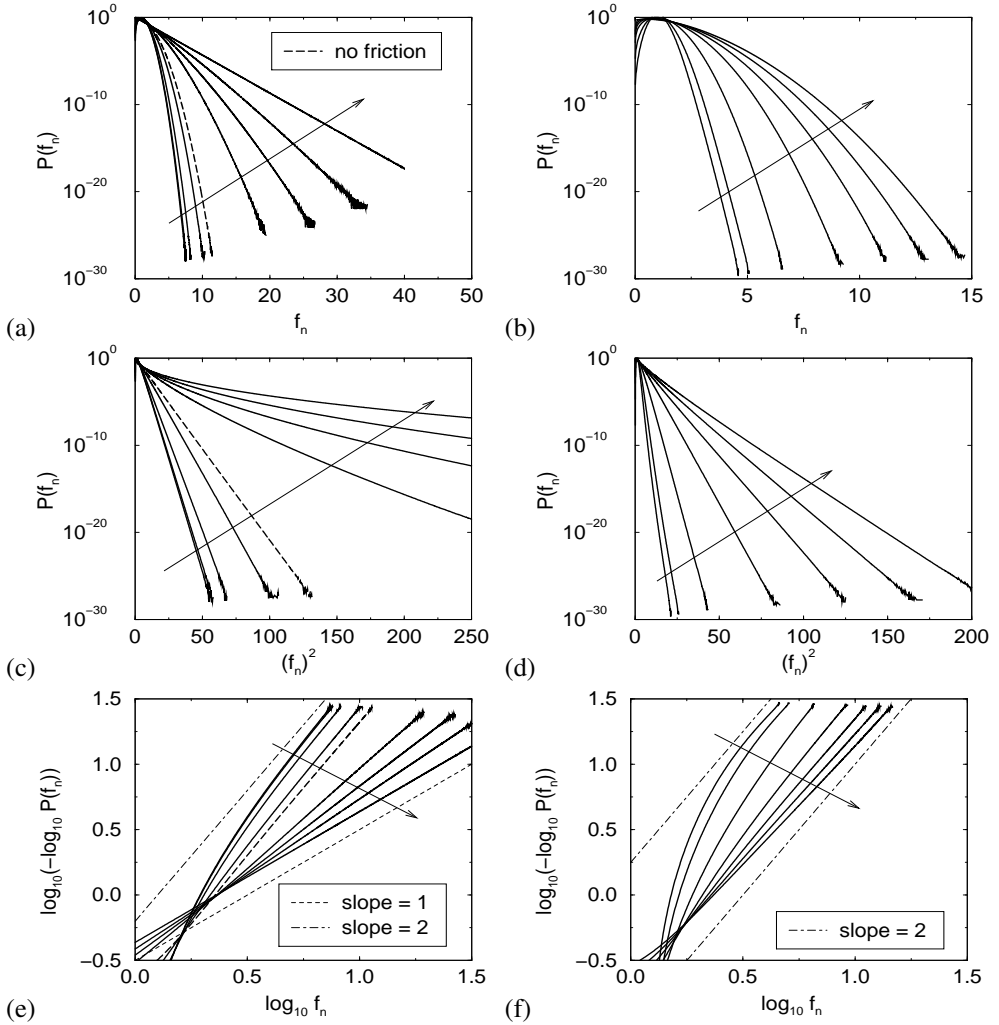 10^0
10^-10
10^-20
10^-30
P(f_n)
no friction
0 10 20 30 40 50
(a) f_n
10^0
10^-10
10^-20
10^-30
P(f_n)
0 5 10 15
(b) f_n
10^0
10^-10
10^-20
10^-30
P(f_n)
0 50 100 150 200 250
(c) (f_n)^2
10^0
10^-10
10^-20
10^-30
P(f_n)
0 50 100 150 200
(d) (f_n)^2
1.5
1.0
0.5
0.0
−0.5
log_10(−log_10 P(f_n))
slope = 1
slope = 2
0.0 0.5 1.0 1.5
(e) log_10 f_n
1.5
1.0
0.5
0.0
−0.5
log_10(−log_10 P(f_n))
slope = 2
0.0 0.5 1.0 1.5
(f) log_10 f_n